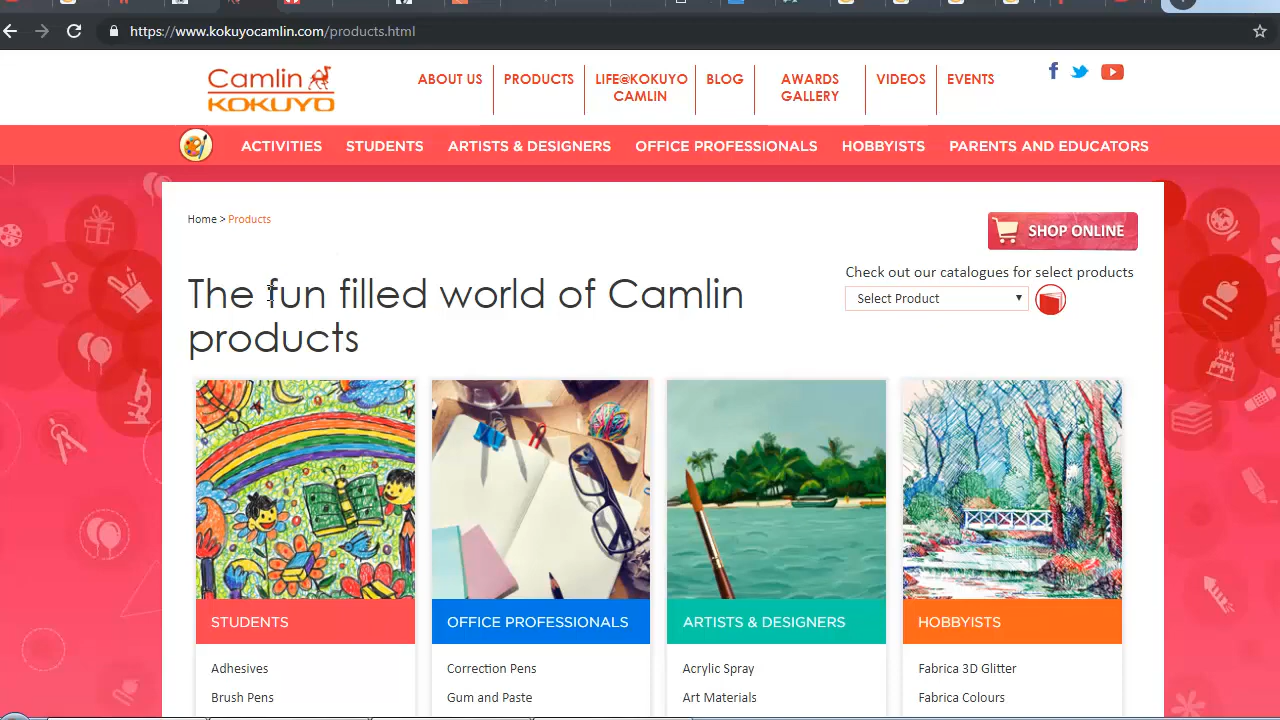 https://www.kokuyocamlin.com/products.html
Camlin
KOKUYO
ABOUT US
PRODUCTS
LIFE@KOKUYO
CAMLIN
BLOG
AWARDS
GALLERY
VIDEOS
EVENTS
ACTIVITIES
STUDENTS
ARTISTS & DESIGNERS
OFFICE PROFESSIONALS
HOBBYISTS
PARENTS AND EDUCATORS
Home > Products
SHOP ONLINE
Check out our catalogues for select products
Select Product
The fun filled world of Camlin
products
STUDENTS
Adhesives
Brush Pens
OFFICE PROFESSIONALS
Correction Pens
Gum and Paste
ARTISTS & DESIGNERS
Acrylic Spray
Art Materials
HOBBYISTS
Fabrica 3D Glitter
Fabrica Colours